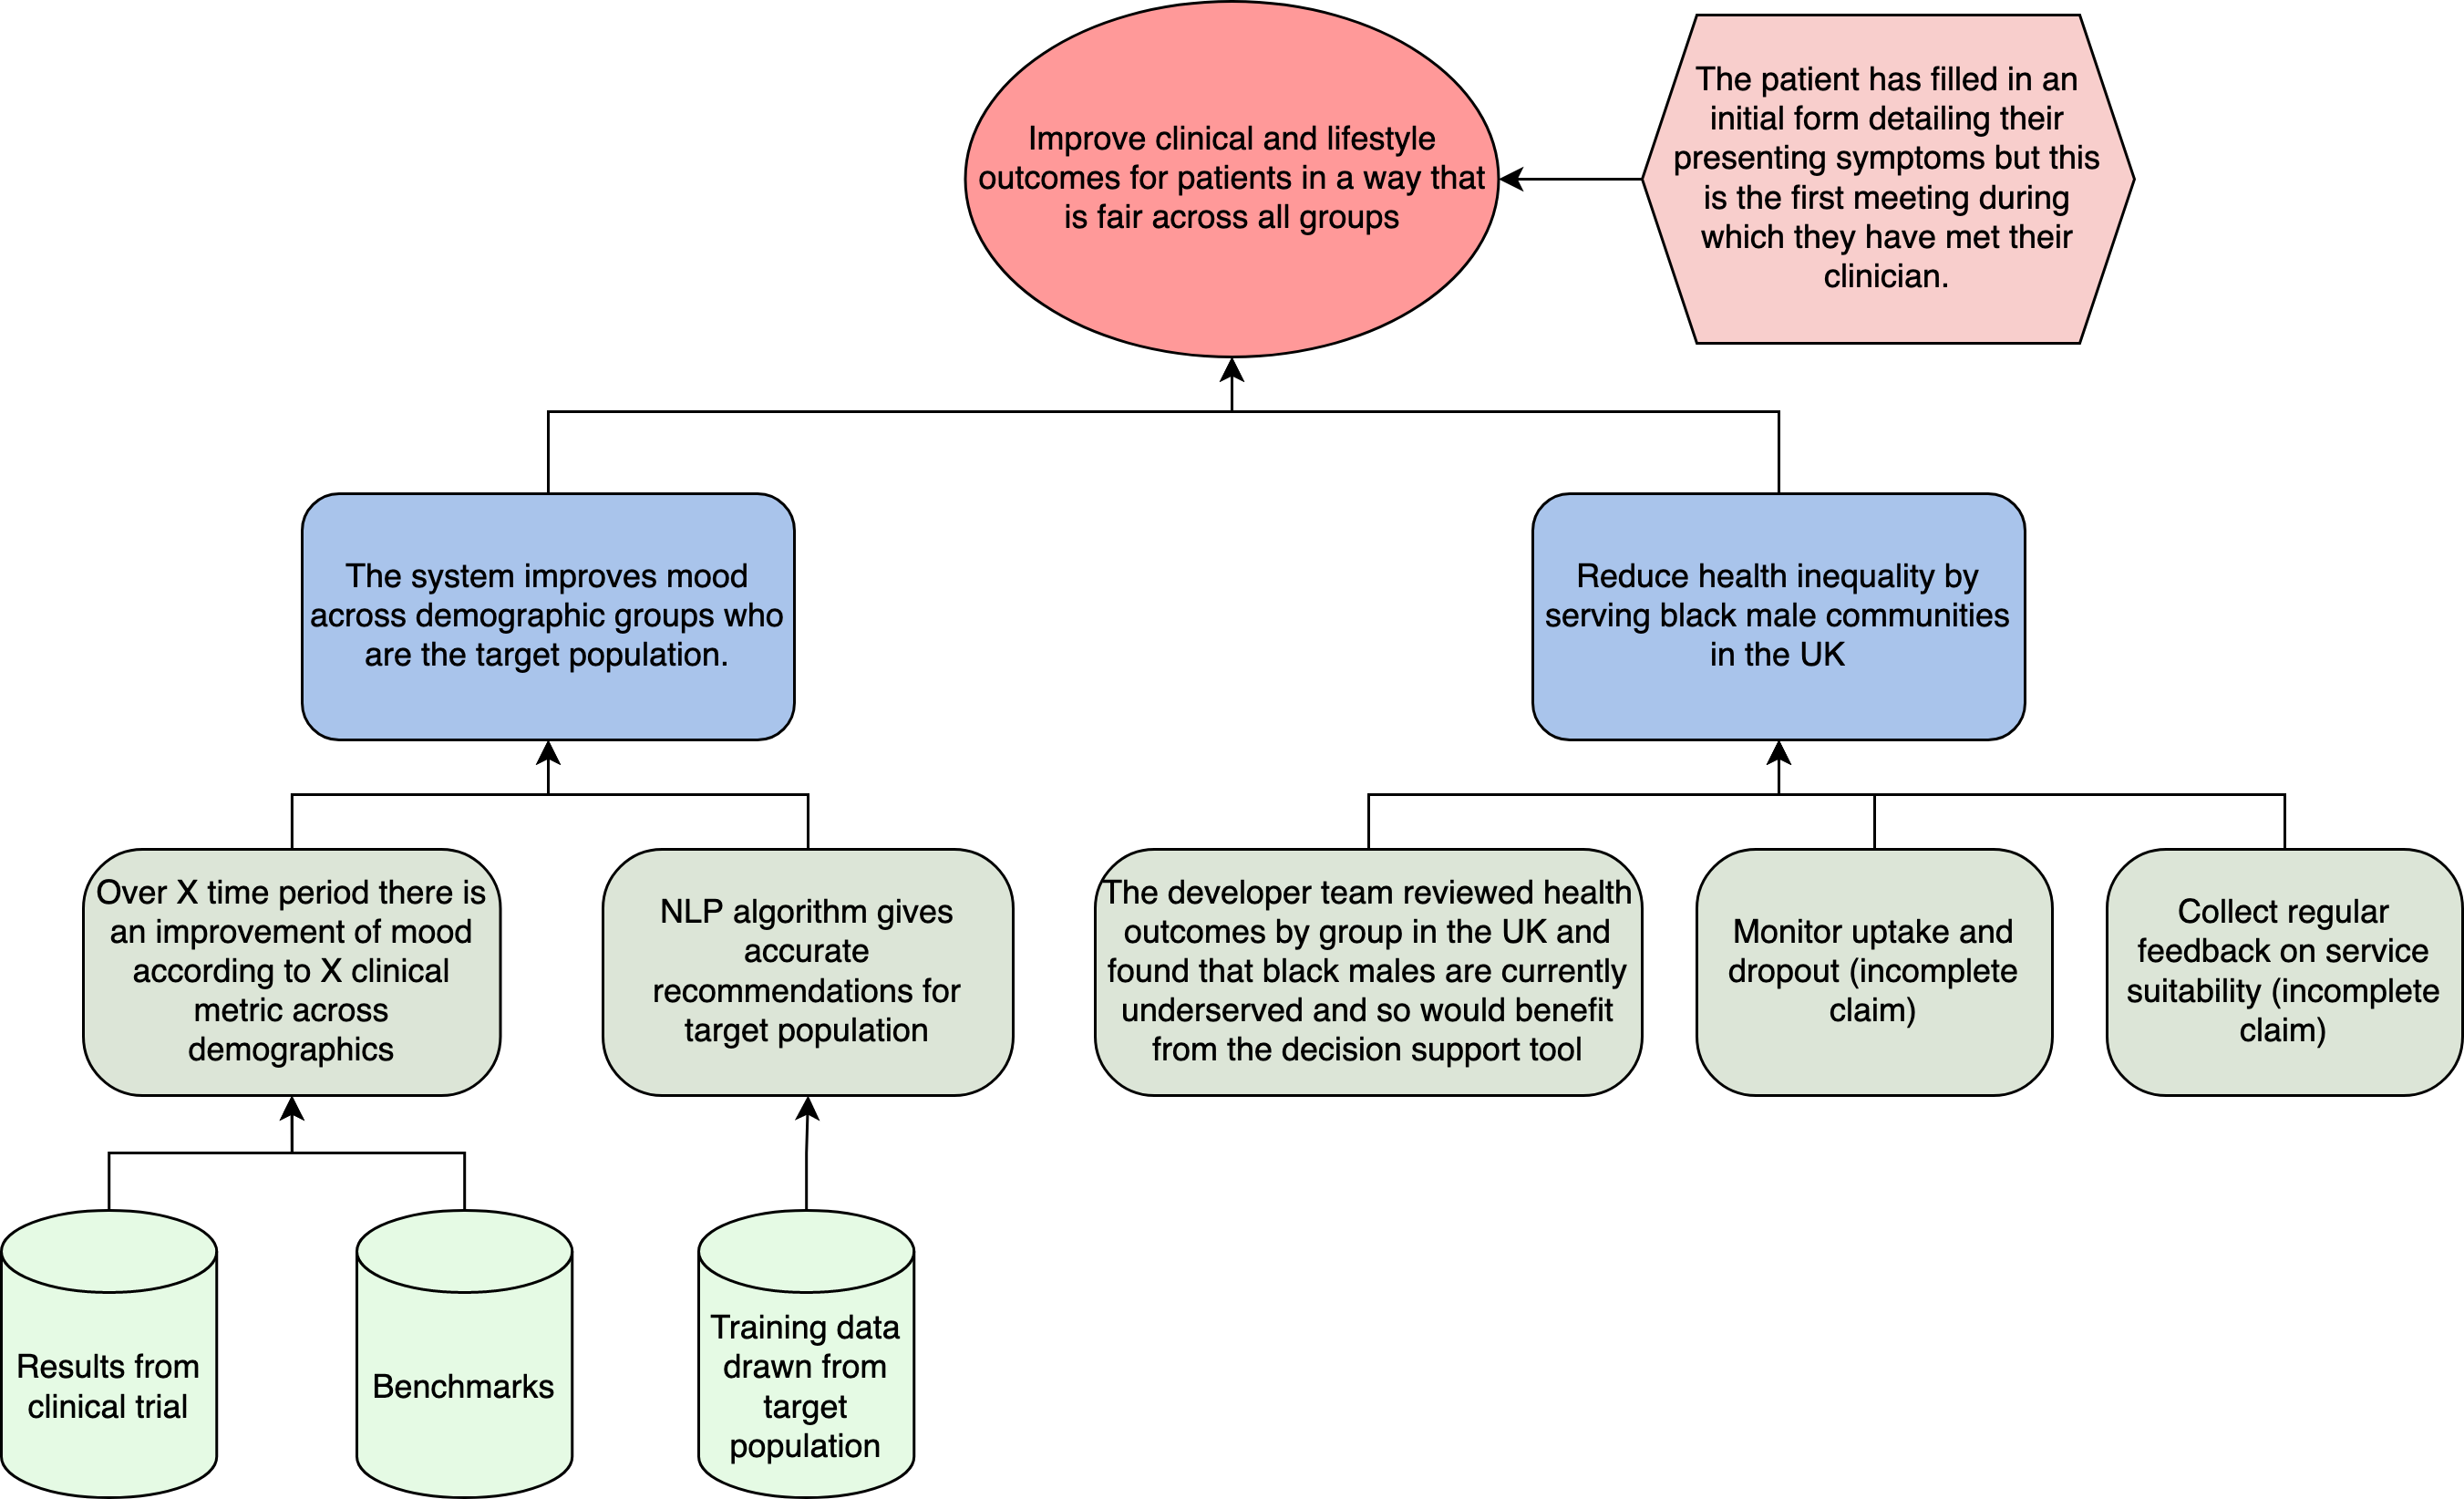 Improve clinical and lifestyle
outcomes for patients in a way that
is fair across all groups
The patient has filled in an
initial form detailing their
presenting symptoms but this
is the first meeting during
which they have met their
clinician.
The system improves mood
across demographic groups who
are the target population.
Reduce health inequality by
serving black male communities
in the UK
Over X time period there is
an improvement of mood
according to X clinical
metric across
demographics
NLP algorithm gives
accurate
recommendations for
target population
The developer team reviewed health
outcomes by group in the UK and
found that black males are currently
underserved and so would benefit
from the decision support tool
Monitor uptake and
dropout (incomplete
claim)
Collect regular
feedback on service
suitability (incomplete
claim)
Results from
clinical trial
Benchmarks
Training data
drawn from
target
population